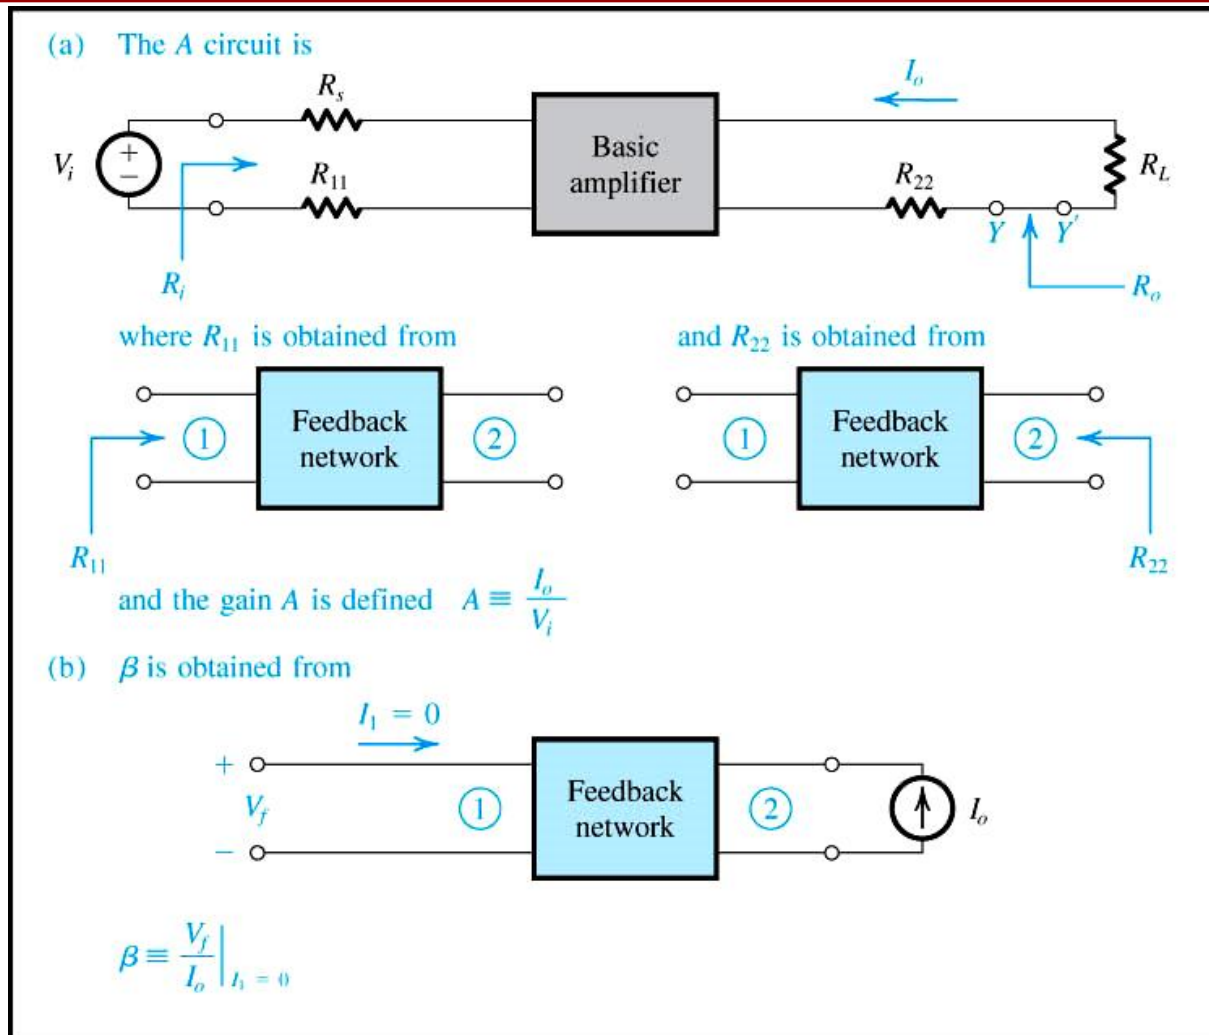 (a) The A circuit is
I_o
R_s
V_i
+
−
R_11
Basic
amplifier
R_22
R_L
Y
Y'
R_i
R_o
where R_11 is obtained from
and R_22 is obtained from
1
Feedback
network
2
1
Feedback
network
2
R_11
R_22
and the gain A is defined A ≡ I_o / V_i
(b) β is obtained from
I_1 = 0
+
V_f
−
1
Feedback
network
2
I_o
β ≡ V_f / I_o | I_1 = 0